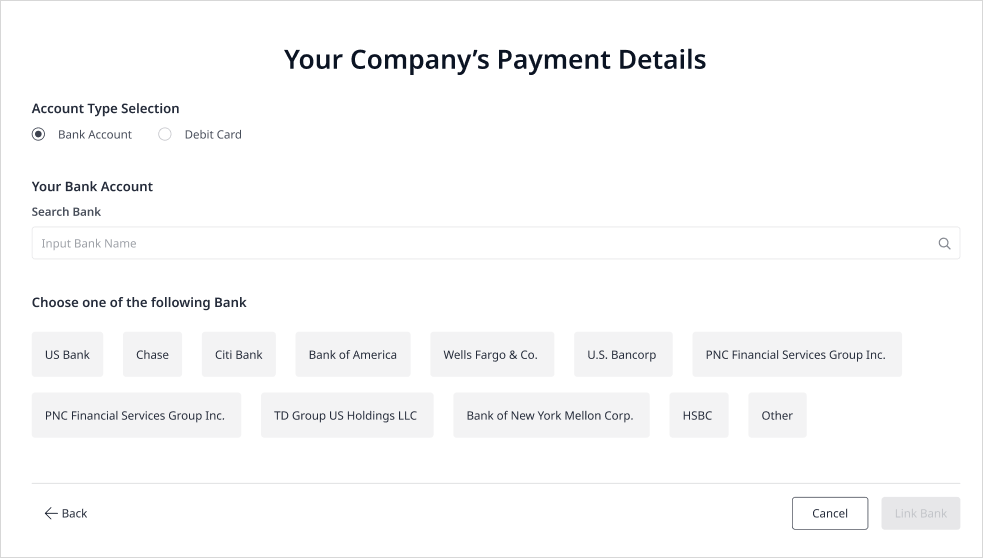 Your Company’s Payment Details
Account Type Selection
Bank Account Debit Card
Your Bank Account
Search Bank
Input Bank Name
Choose one of the following Bank
US Bank Chase Citi Bank Bank of America Wells Fargo & Co. U.S. Bancorp PNC Financial Services Group Inc.
PNC Financial Services Group Inc. TD Group US Holdings LLC Bank of New York Mellon Corp. HSBC Other
Back Cancel Link Bank